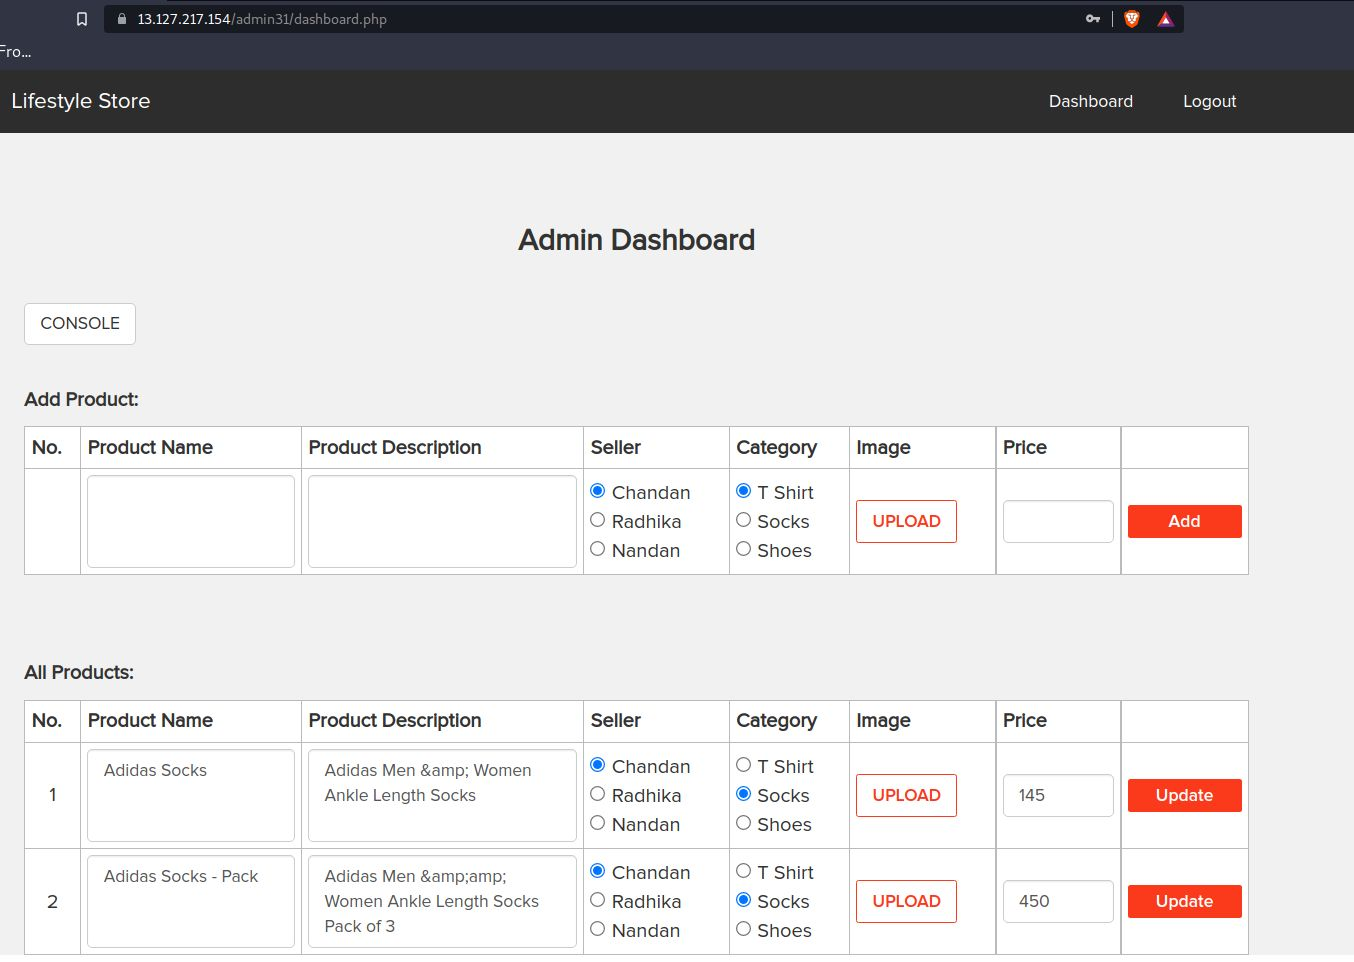 13.127.217.154/admin31/dashboard.php
Fro...
Lifestyle Store Dashboard Logout
Admin Dashboard
CONSOLE
Add Product:
No. Product Name Product Description Seller Category Image Price
Chandan T Shirt
Radhika Socks UPLOAD Add
Nandan Shoes
All Products:
No. Product Name Product Description Seller Category Image Price
Adidas Socks Adidas Men &amp; Women Chandan T Shirt
1 Ankle Length Socks Radhika Socks UPLOAD 145 Update
Nandan Shoes
Adidas Socks - Pack Adidas Men &amp;amp; Chandan T Shirt
2 Women Ankle Length Socks Radhika Socks UPLOAD 450 Update
Pack of 3 Nandan Shoes